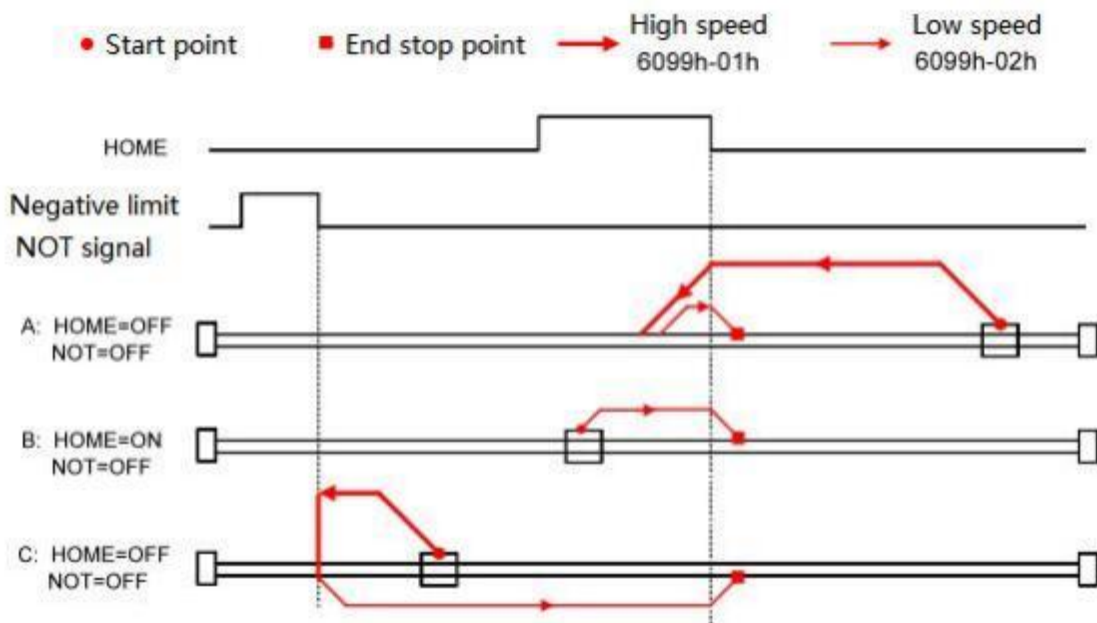 Start point
End stop point
High speed
6099h-01h
Low speed
6099h-02h
HOME
Negative limit
NOT signal
A: HOME=OFF
NOT=OFF
B: HOME=ON
NOT=OFF
C: HOME=OFF
NOT=OFF